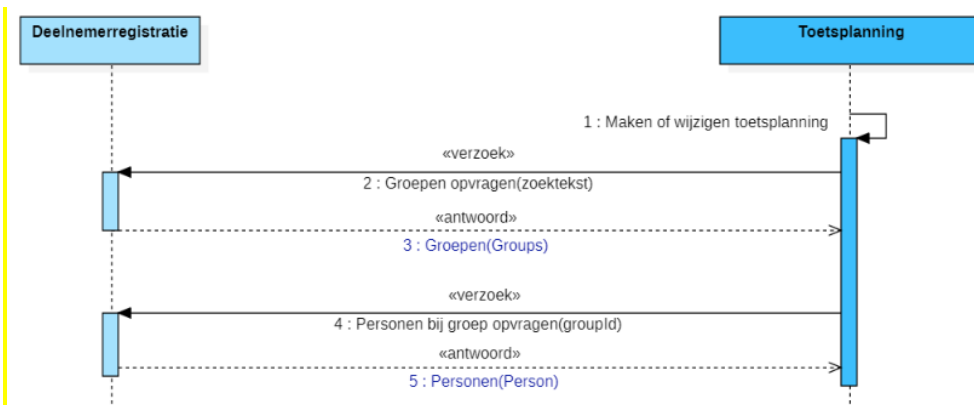 Deelnemerregistratie
Toetsplanning
1 : Maken of wijzigen toetsplanning
«verzoek»
2 : Groepen opvragen(zoektekst)
«antwoord»
3 : Groepen(Groups)
«verzoek»
4 : Personen bij groep opvragen(groupId)
«antwoord»
5 : Personen(Person)